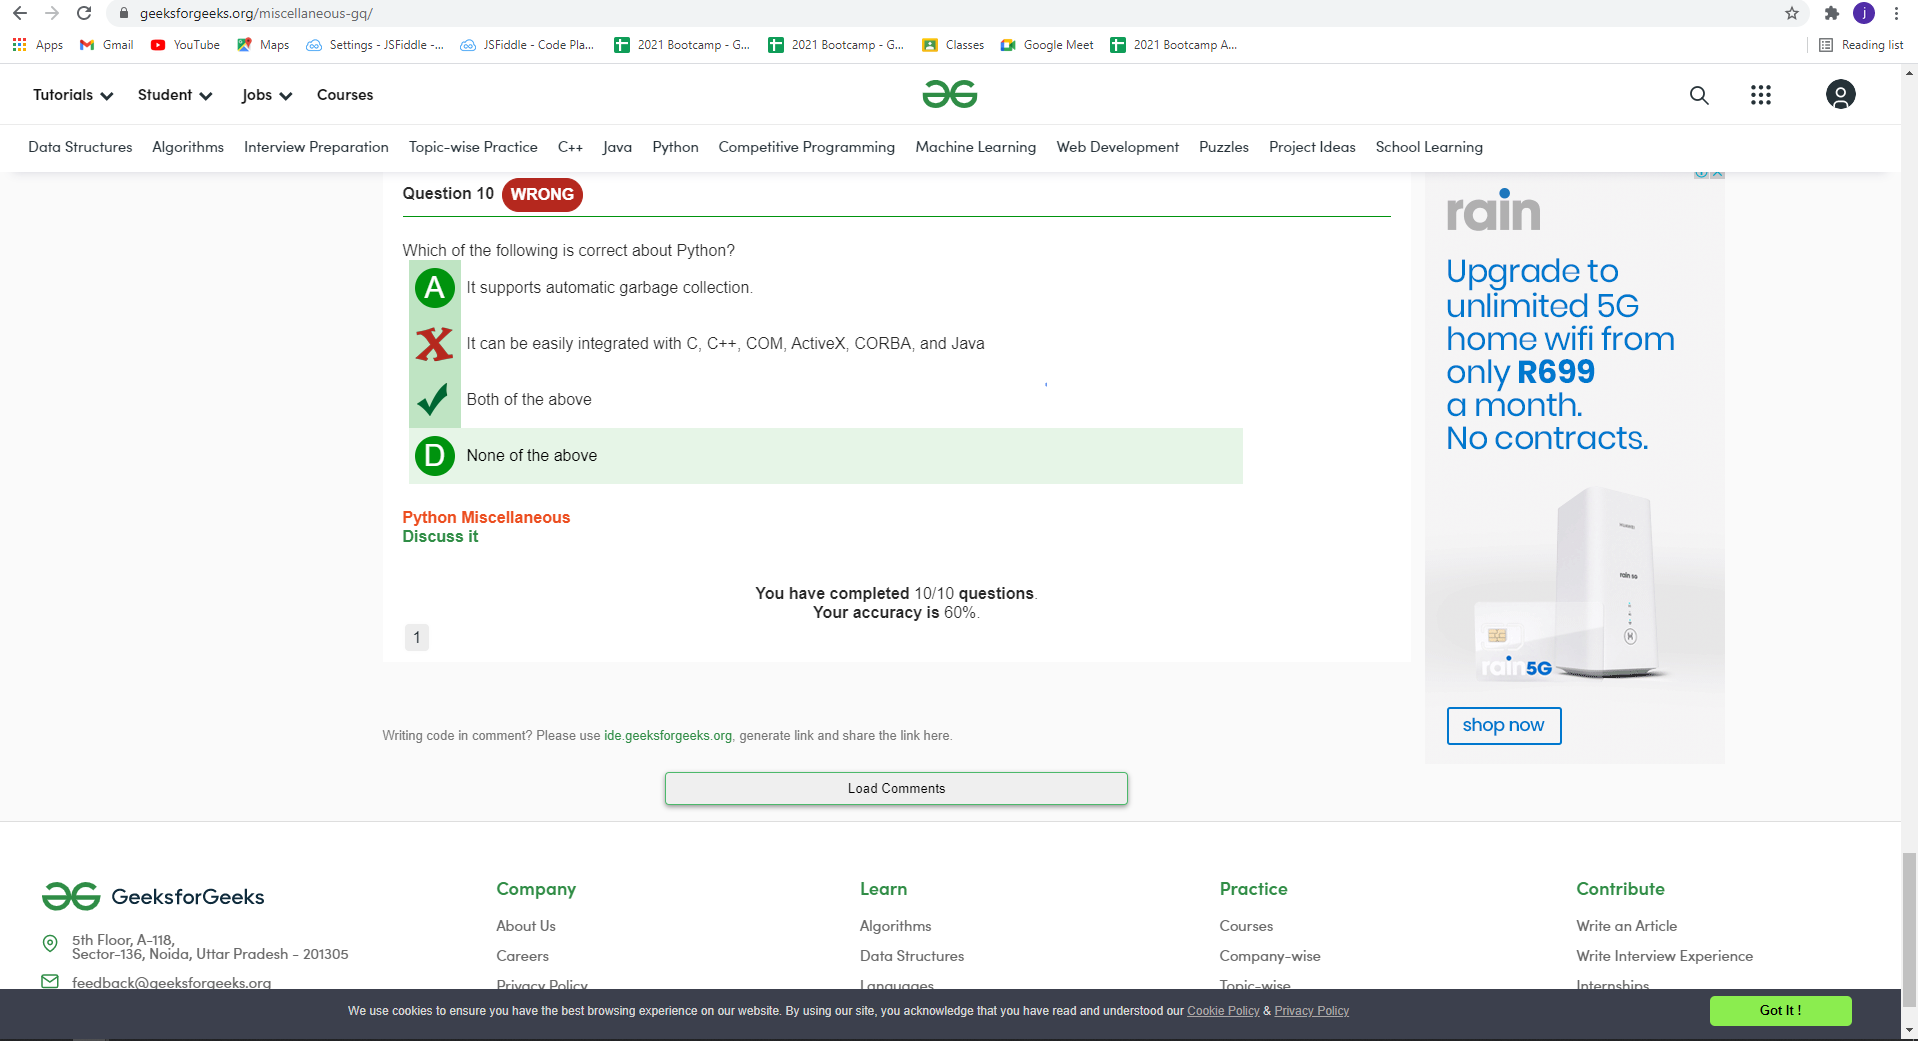 geeksforgeeks.org/miscellaneous-gq/
j
Apps Gmail YouTube Maps Settings - JSFiddle -... JSFiddle - Code Pla... 2021 Bootcamp - G... 2021 Bootcamp - G... Classes Google Meet 2021 Bootcamp A... Reading list
Tutorials Student Jobs Courses
Data Structures Algorithms Interview Preparation Topic-wise Practice C++ Java Python Competitive Programming Machine Learning Web Development Puzzles Project Ideas School Learning
Question 10 WRONG
Which of the following is correct about Python?
A It supports automatic garbage collection.
X It can be easily integrated with C, C++, COM, ActiveX, CORBA, and Java
Both of the above
D None of the above
Python Miscellaneous
Discuss it
You have completed 10/10 questions.
Your accuracy is 60%.
1
rain
Upgrade to
unlimited 5G
home wifi from
only R699
a month.
No contracts.
HUAWEI
rain 5G
rain5G
shop now
Writing code in comment? Please use ide.geeksforgeeks.org, generate link and share the link here.
Load Comments
GeeksforGeeks
5th Floor, A-118,
Sector-136, Noida, Uttar Pradesh - 201305
feedback@geeksforgeeks.org
Company
About Us
Careers
Privacy Policy
Learn
Algorithms
Data Structures
Languages
Practice
Courses
Company-wise
Topic-wise
Contribute
Write an Article
Write Interview Experience
Internships
We use cookies to ensure you have the best browsing experience on our website. By using our site, you acknowledge that you have read and understood our Cookie Policy & Privacy Policy
Got It !